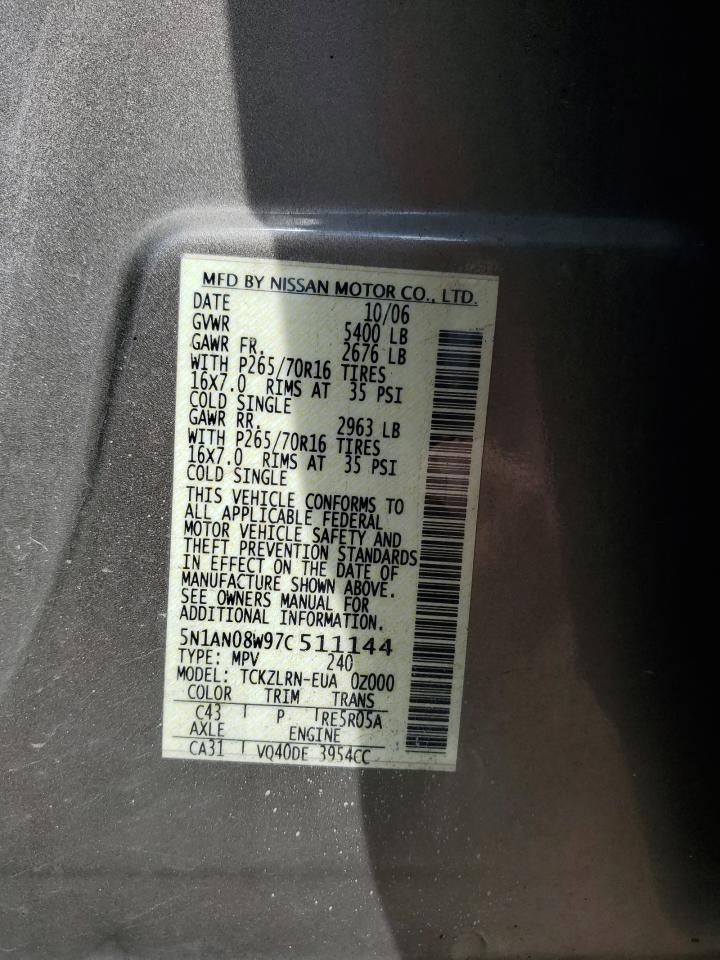 MFD BY NISSAN MOTOR CO., LTD.
DATE 10/06
GVWR 5400 LB
GAWR FR. 2676 LB
WITH P265/70R16 TIRES
16X7.0 RIMS AT 35 PSI
COLD SINGLE
GAWR RR. 2963 LB
WITH P265/70R16 TIRES
16X7.0 RIMS AT 35 PSI
COLD SINGLE
THIS VEHICLE CONFORMS TO
ALL APPLICABLE FEDERAL
MOTOR VEHICLE SAFETY AND
THEFT PREVENTION STANDARDS
IN EFFECT ON THE DATE OF
MANUFACTURE SHOWN ABOVE.
SEE OWNERS MANUAL FOR
ADDITIONAL INFORMATION.
5N1AN08W97C511144
TYPE: MPV 240
MODEL: TCKZLRN-EUA 0Z000
COLOR TRIM TRANS
C43 P RE5R05A
AXLE ENGINE
CA31 VQ40DE 3954CC